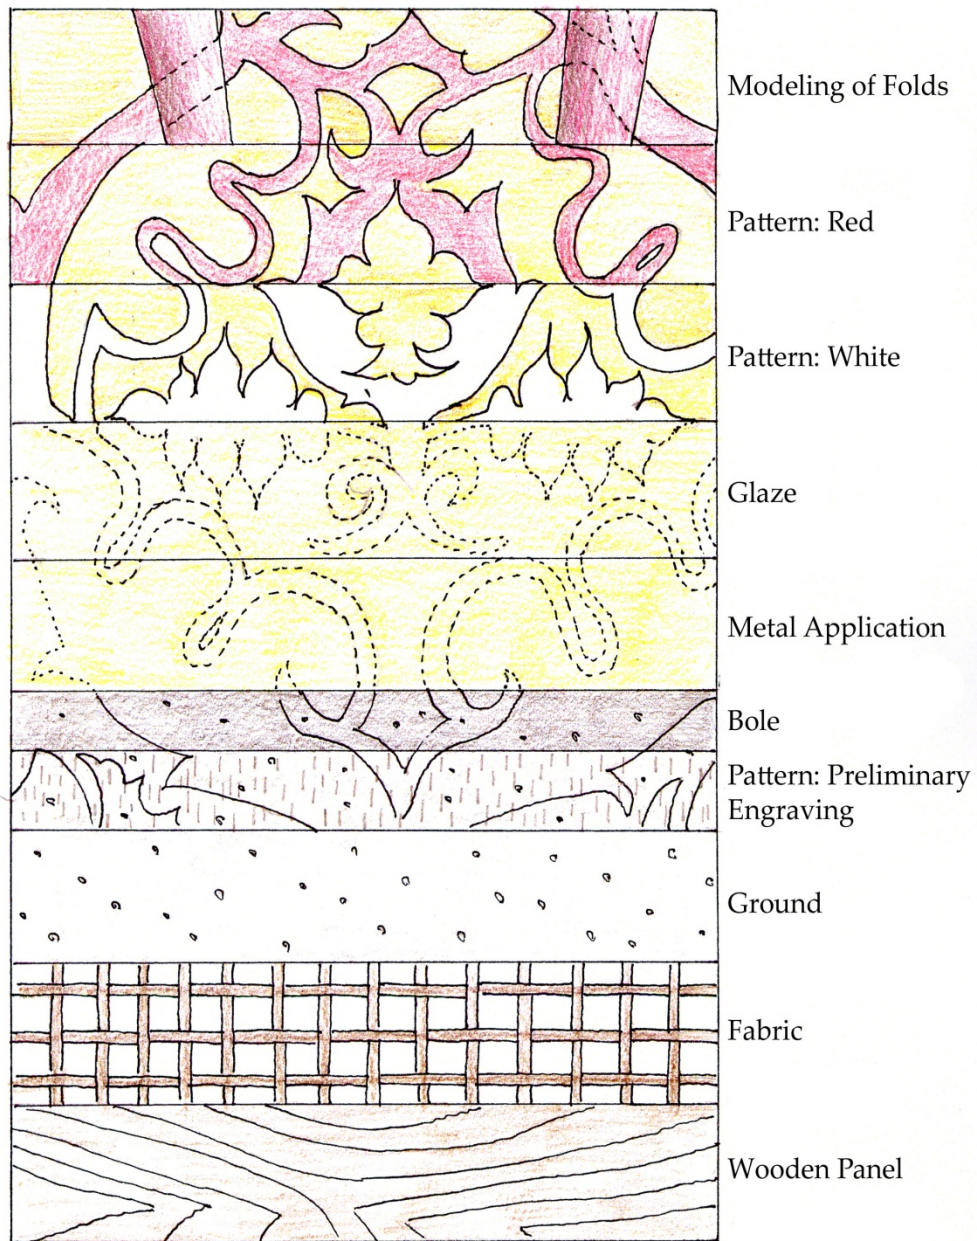 Modeling of Folds
Pattern: Red
Pattern: White
Glaze
Metal Application
Bole
Pattern: Preliminary
Engraving
Ground
Fabric
Wooden Panel